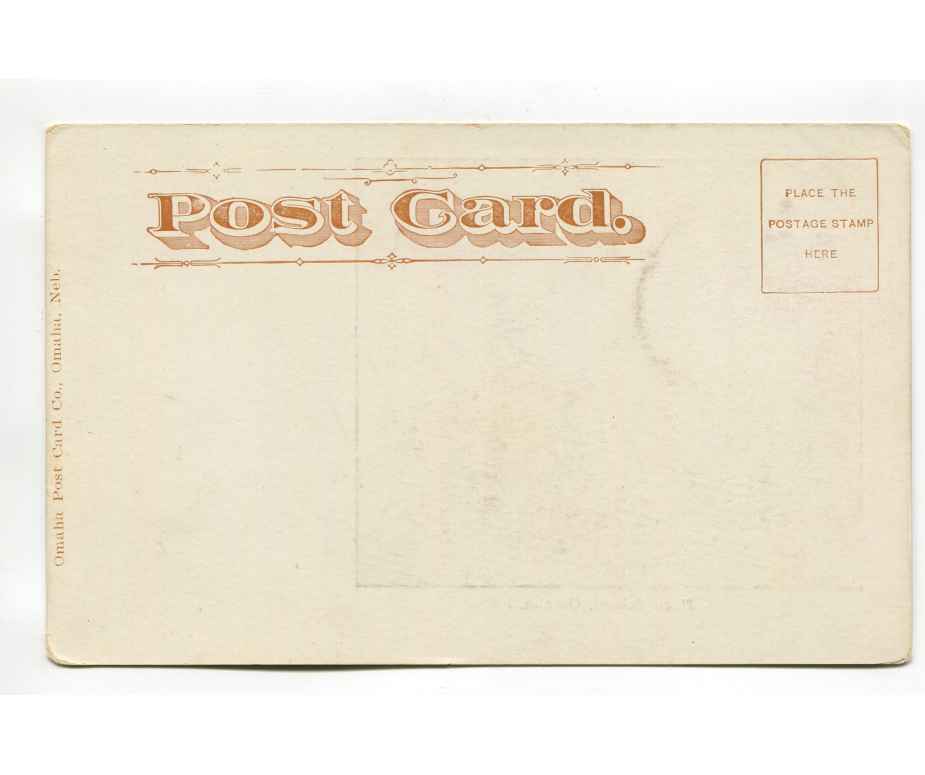 Post Card.
PLACE THE
POSTAGE STAMP
HERE
Omaha Post Card Co., Omaha, Neb.